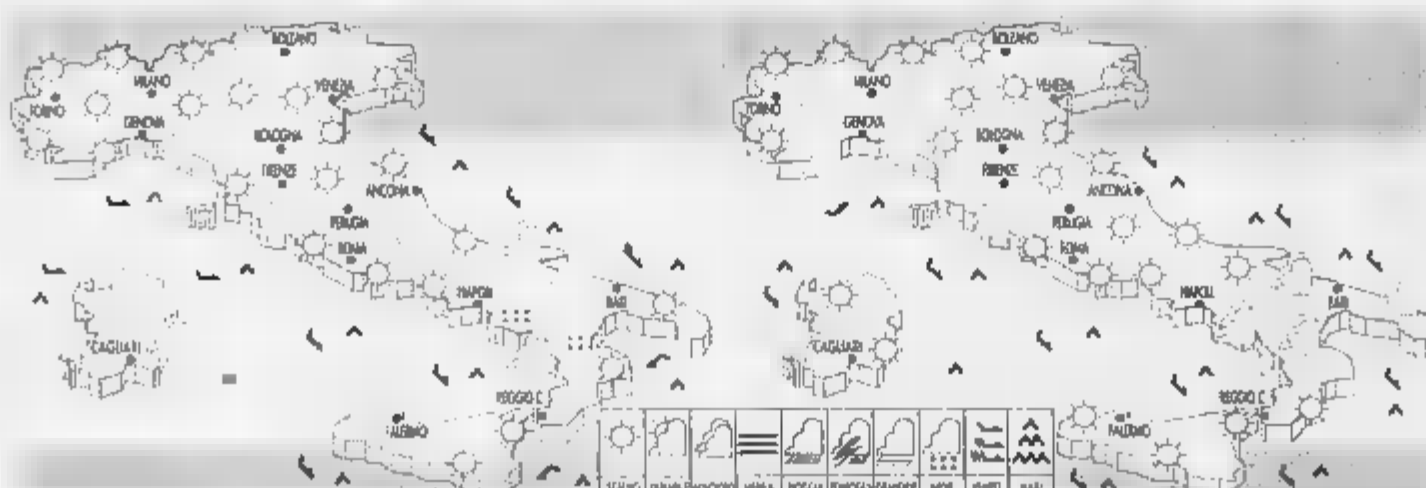 BOLZANO
MILANO
VENEZIA
TORINO
GENOVA
BOLOGNA
FIRENZE
ANCONA
PERUGIA
ROMA
NAPOLI
BARI
CAGLIARI
REGGIO C.
PALERMO
BOLZANO
MILANO
VENEZIA
TORINO
GENOVA
BOLOGNA
FIRENZE
ANCONA
PERUGIA
ROMA
NAPOLI
BARI
CAGLIARI
REGGIO C.
PALERMO